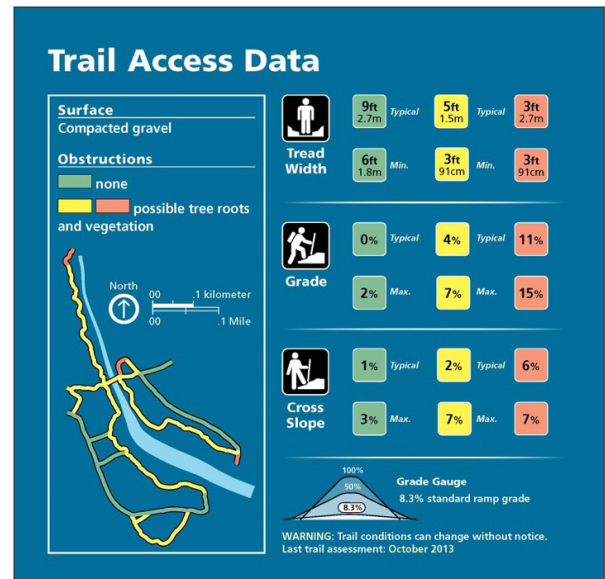 Trail Access Data
Surface
Compacted gravel
Obstructions
none
possible tree roots
and vegetation
North
00 .1 kilometer
00 .1 Mile
Tread
Width
9ft
2.7m
Typical
5ft
1.5m
Typical
3ft
2.7m
6ft
1.8m
Min.
3ft
91cm
Min.
3ft
91cm
Grade
0%
Typical
4%
Typical
11%
2%
Max.
7%
Max.
15%
Cross
Slope
1%
Typical
2%
Typical
6%
3%
Max.
7%
Max.
7%
100%
50%
8.3%
Grade Gauge
8.3% standard ramp grade
WARNING: Trail conditions can change without notice.
Last trail assessment: October 2013